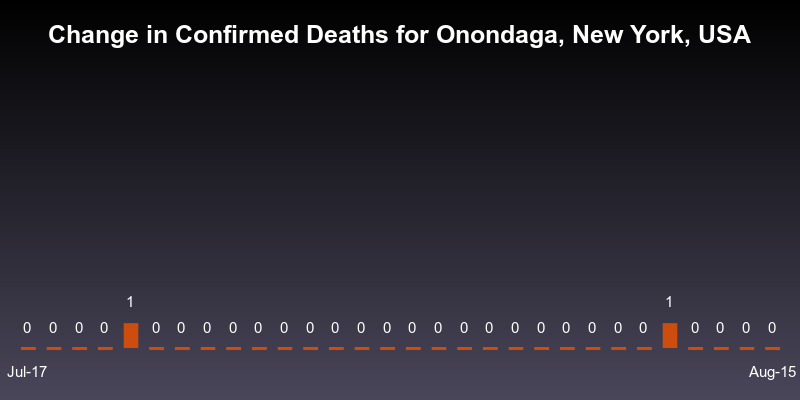 Change in Confirmed Deaths for Onondaga, New York, USA
1 1
0 0 0 0 0 0 0 0 0 0 0 0 0 0 0 0 0 0 0 0 0 0 0 0 0 0 0 0
Jul-17 Aug-15